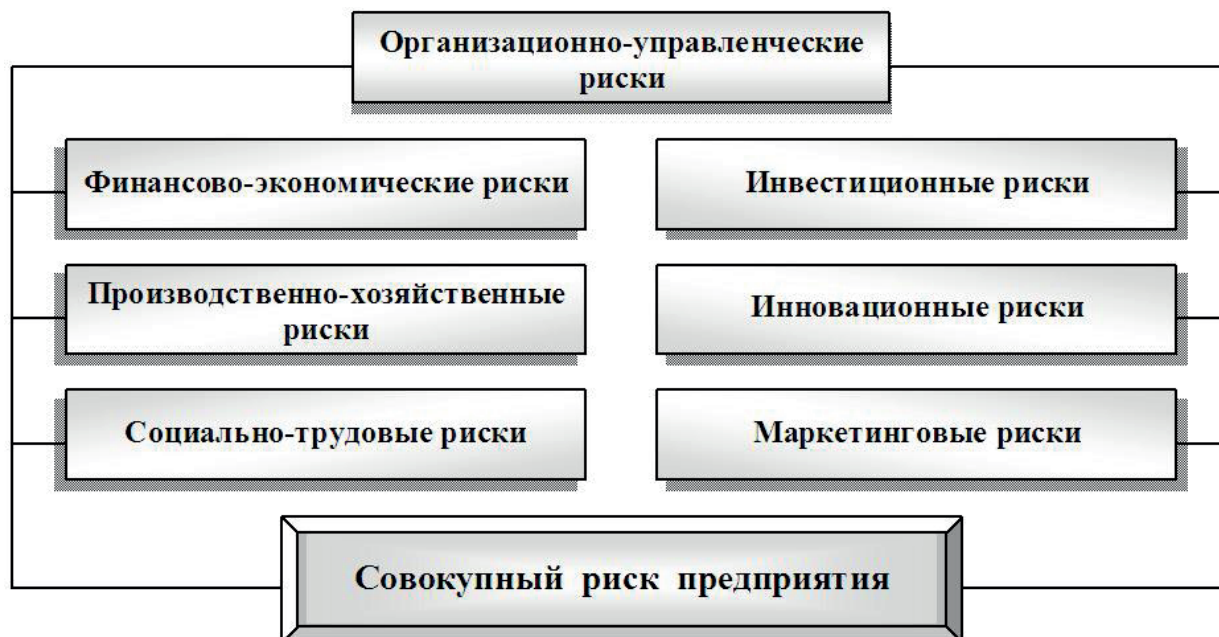 Организационно-управленческие
риски
Финансово-экономические риски
Инвестиционные риски
Производственно-хозяйственные
риски
Инновационные риски
Социально-трудовые риски
Маркетинговые риски
Совокупный риск предприятия